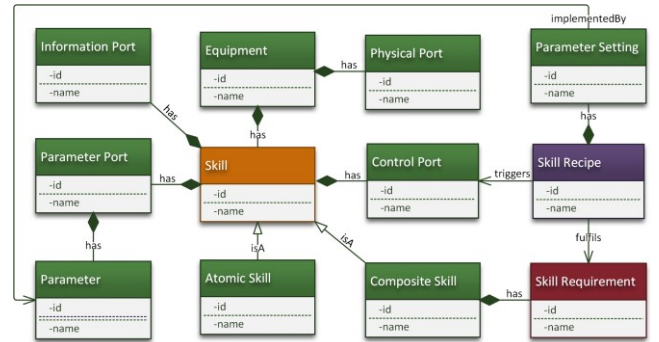 implementedBy
Information Port
-id
-name
Equipment
-id
-name
has
Physical Port
-id
-name
Parameter Setting
-id
-name
has
has
has
Parameter Port
-id
-name
has
Skill
-id
-name
has
Control Port
-id
-name
triggers
Skill Recipe
-id
-name
has
isA
isA
fulfils
Parameter
-id
-name
Atomic Skill
-id
-name
Composite Skill
-id
-name
has
Skill Requirement
-id
-name